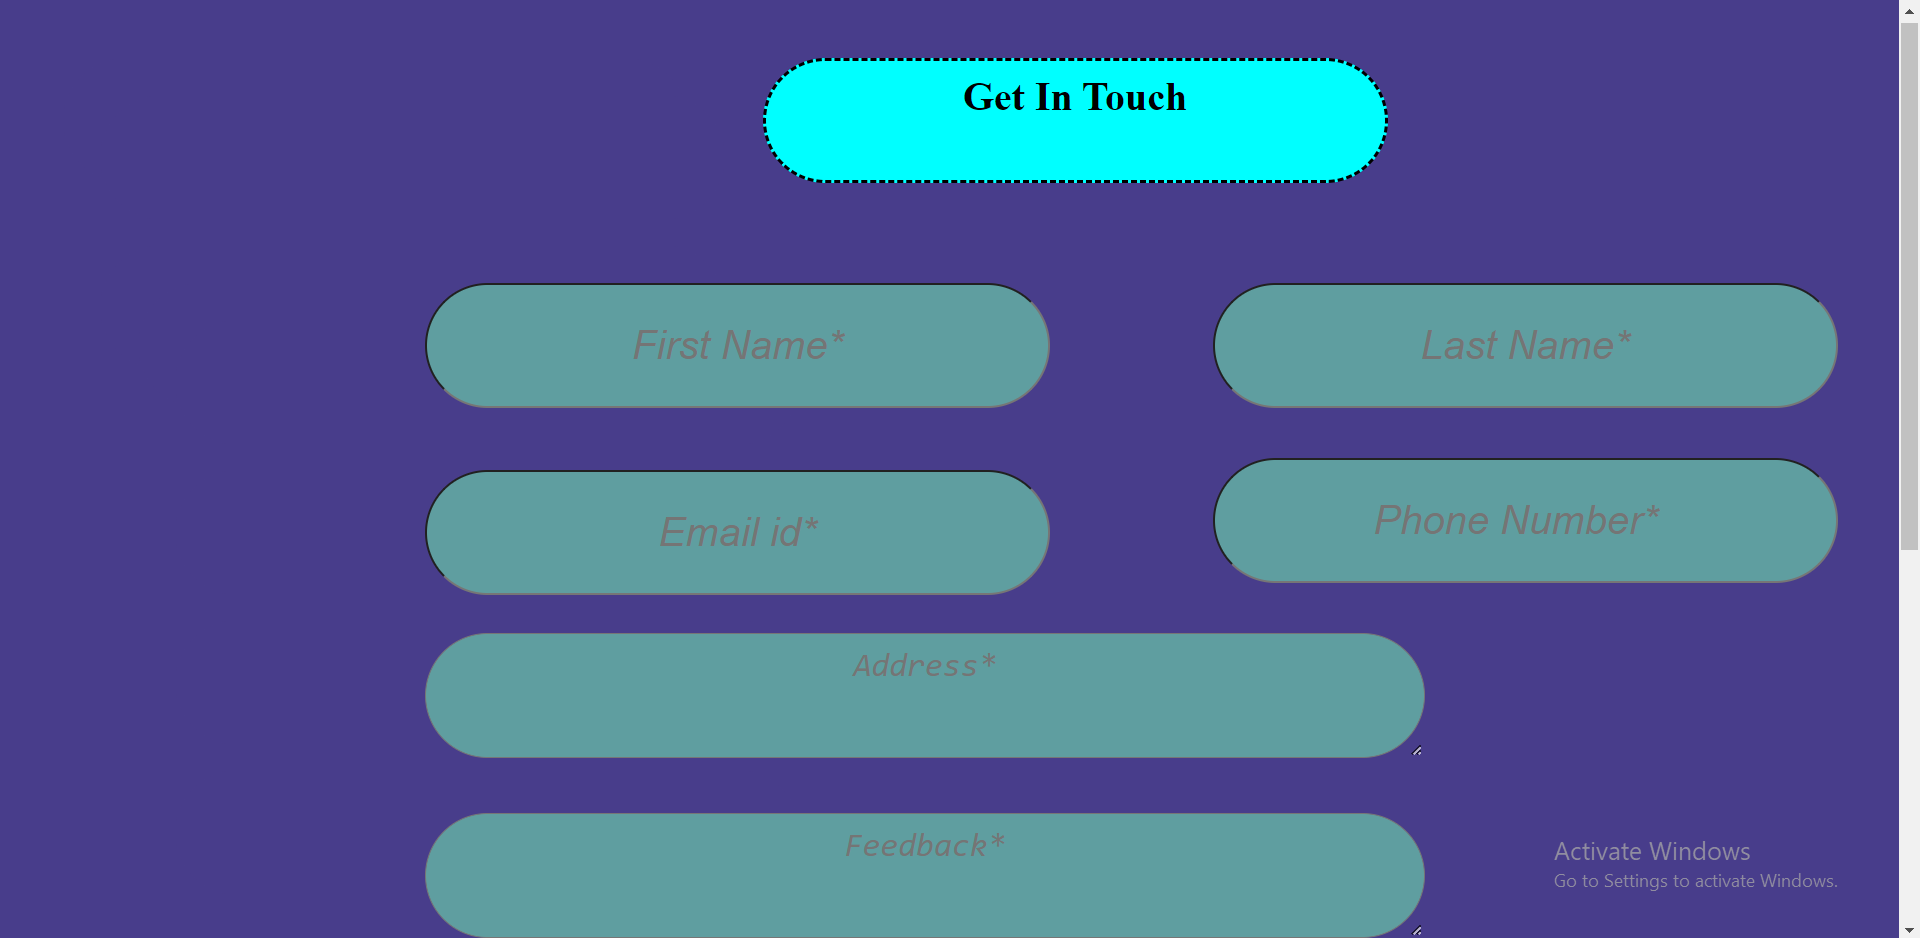 Get In Touch
First Name*
Last Name*
Email id*
Phone Number*
Address*
Feedback*
Activate Windows
Go to Settings to activate Windows.